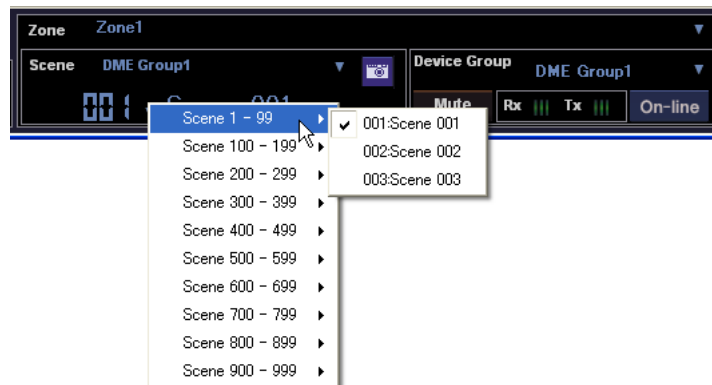 Zone Zone1
Scene DME Group1
Device Group DME Group1
001
001
Mute Rx Tx On-line
Scene 1 - 99
001:Scene 001
Scene 100 - 199
002:Scene 002
Scene 200 - 299
003:Scene 003
Scene 300 - 399
Scene 400 - 499
Scene 500 - 599
Scene 600 - 699
Scene 700 - 799
Scene 800 - 899
Scene 900 - 999